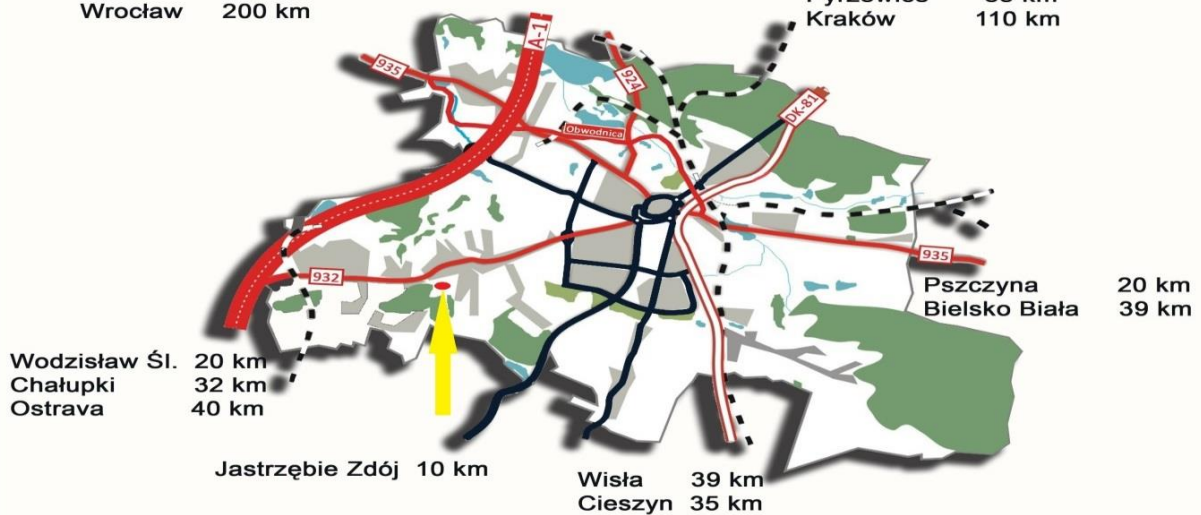 Wrocław 200 km
Kraków 110 km
A-1
935
924
DK-81
Obwodnica
932
935
Pszczyna 20 km
Bielsko Biała 39 km
Wodzisław Śl. 20 km
Chałupki 32 km
Ostrava 40 km
Jastrzębie Zdój 10 km
Wisła 39 km
Cieszyn 35 km